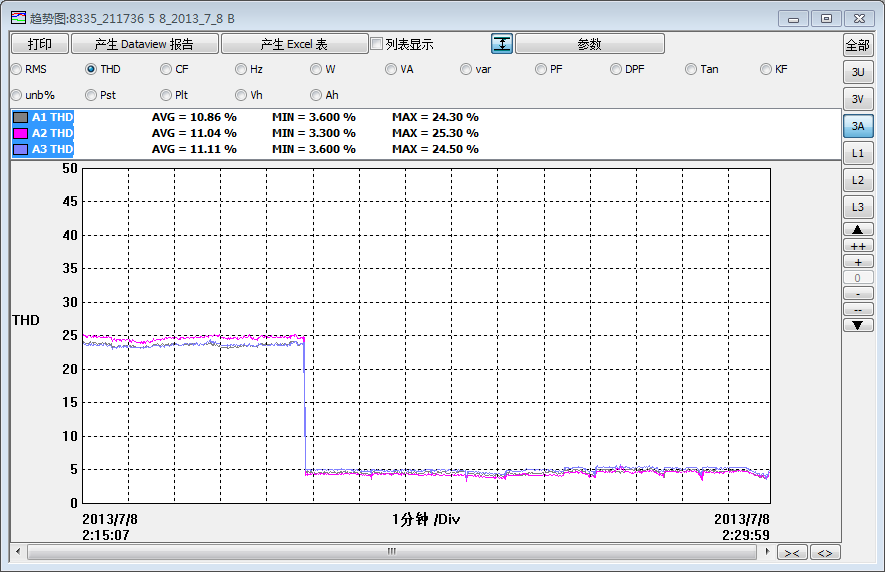 趋势图:8335_211736 5 8_2013_7_8 B
打印 产生 Dataview 报告 产生 Excel 表 列表显示 参数 全部
RMS THD CF Hz W VA var PF DPF Tan KF
unb% Pst Plt Vh Ah
3U
3V
3A
L1
L2
L3
++
+
0
-
--
A1 THD AVG = 10.86 % MIN = 3.600 % MAX = 24.30 %
A2 THD AVG = 11.04 % MIN = 3.300 % MAX = 25.30 %
A3 THD AVG = 11.11 % MIN = 3.600 % MAX = 24.50 %
50
45
40
35
30
THD
25
20
15
10
5
0
2013/7/8 1分钟 /Div 2013/7/8
2:15:07 2:29:59
>< <>